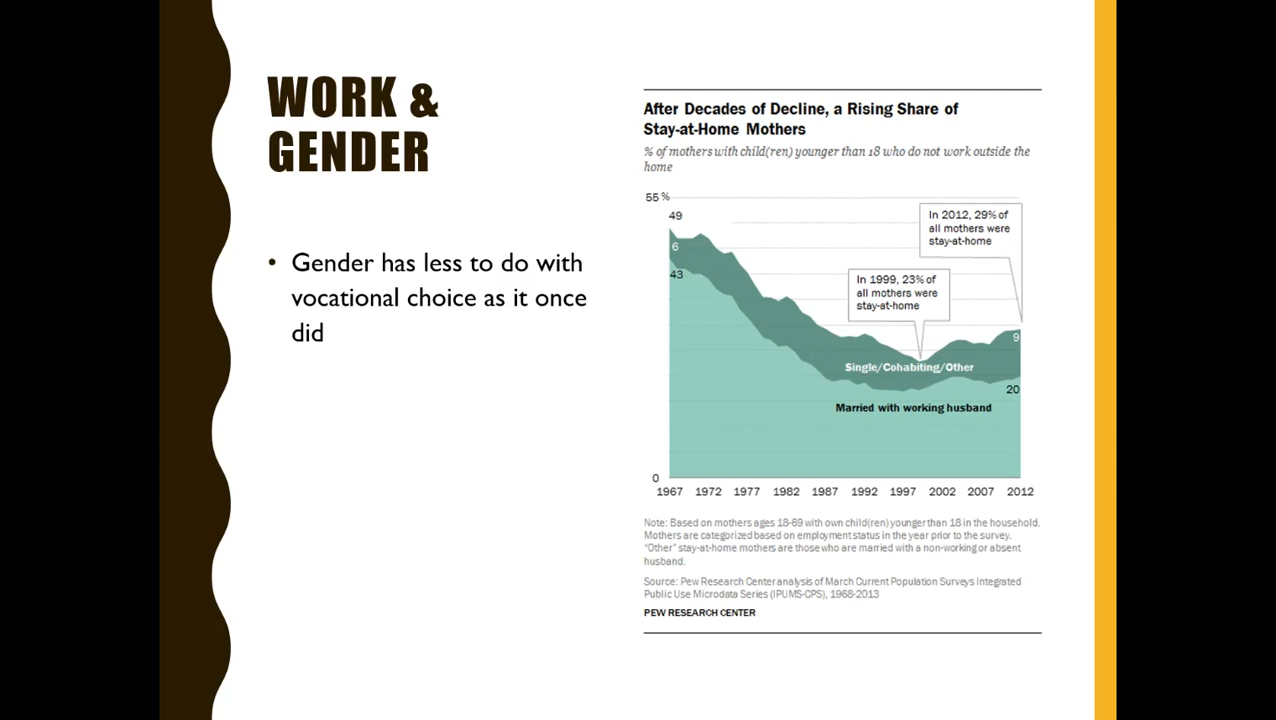 WORK &
GENDER
• Gender has less to do with
vocational choice as it once
did
After Decades of Decline, a Rising Share of
Stay-at-Home Mothers
% of mothers with child(ren) younger than 18 who do not work outside the
home
55 %
49
6
43
In 2012, 29% of
all mothers were
stay-at-home
In 1999, 23% of
all mothers were
stay-at-home
9
Single/Cohabiting/Other
20
Married with working husband
0
1967 1972 1977 1982 1987 1992 1997 2002 2007 2012
Note: Based on mothers ages 18-69 with own child(ren) younger than 18 in the household.
Mothers are categorized based on employment status in the year prior to the survey.
"Other" stay-at-home mothers are those who are married with a non-working or absent
husband.
Source: Pew Research Center analysis of March Current Population Surveys Integrated
Public Use Microdata Series (IPUMS-CPS), 1968-2013
PEW RESEARCH CENTER